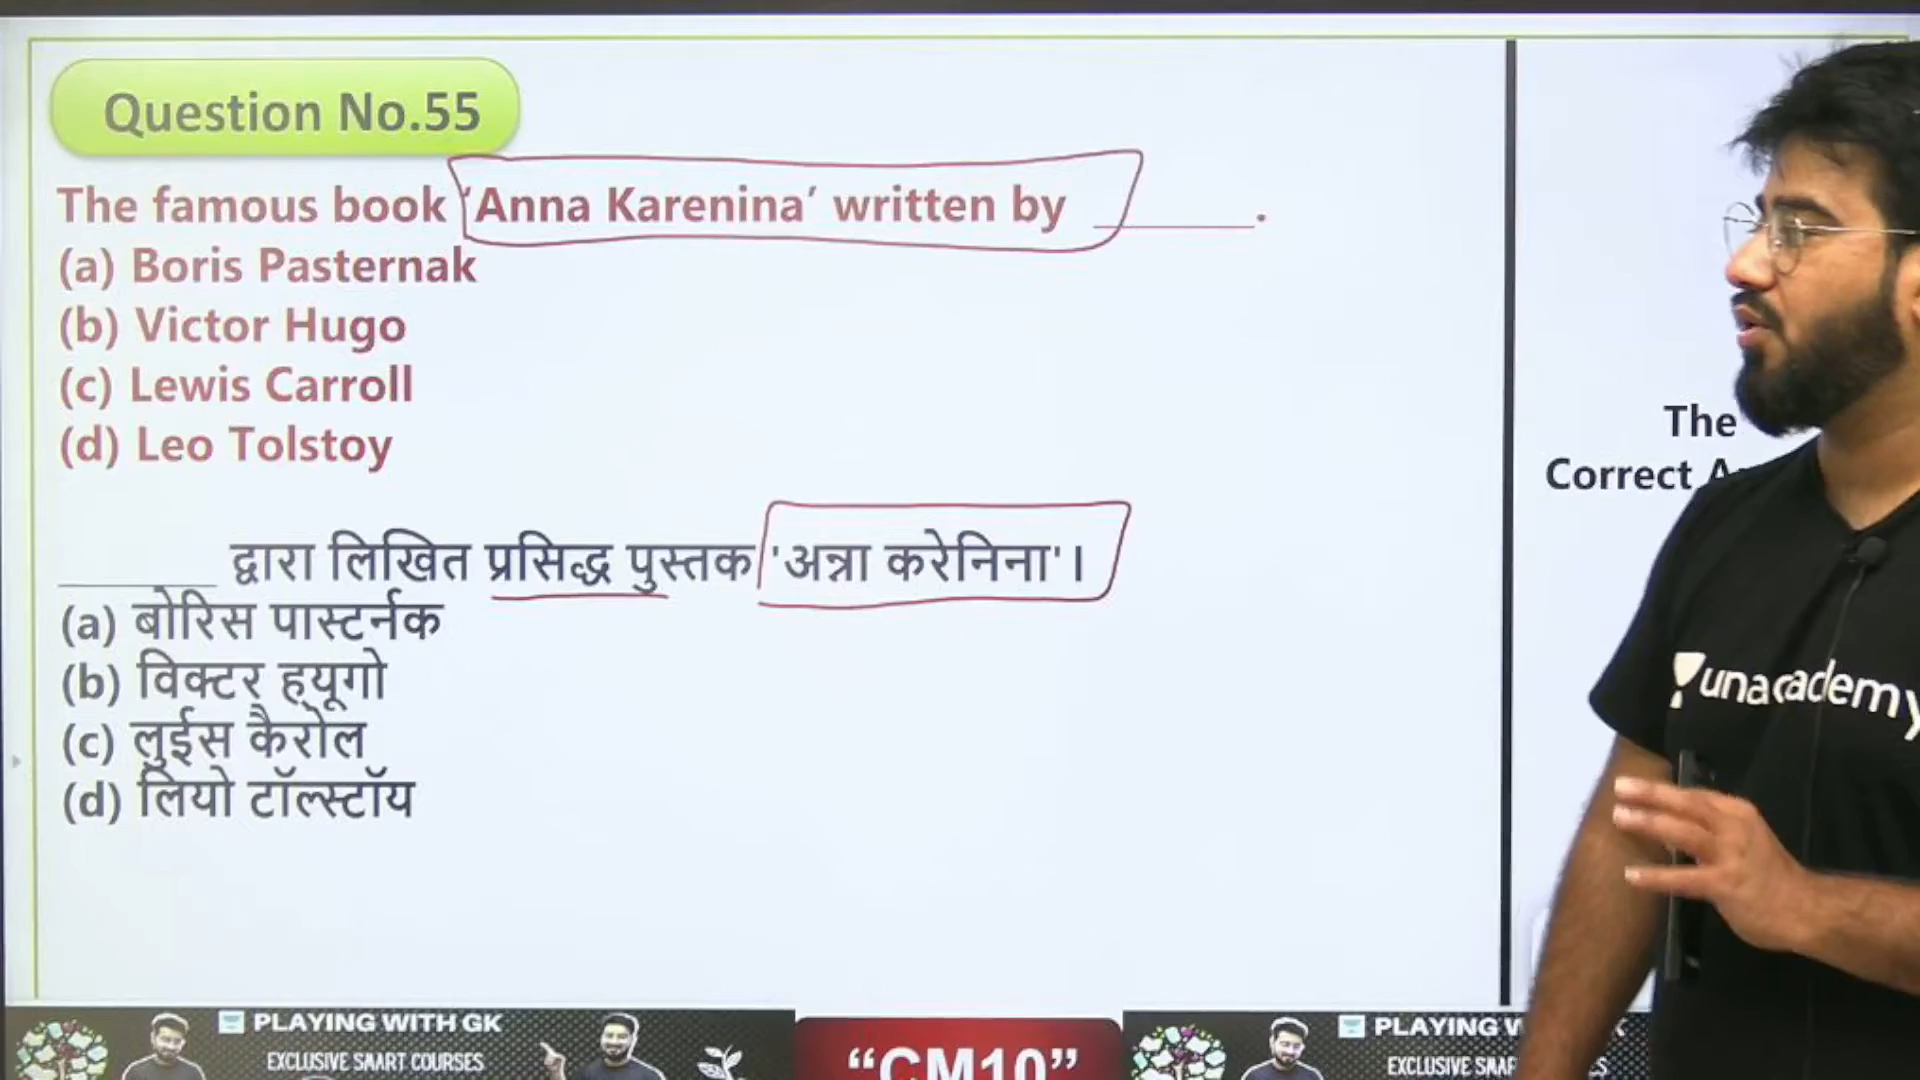 Question No.55
The famous book ‘Anna Karenina’ written by ______.
(a) Boris Pasternak
(b) Victor Hugo
(c) Lewis Carroll
(d) Leo Tolstoy
______ द्वारा लिखित प्रसिद्ध पुस्तक 'अन्ना करेनिना'।
(a) बोरिस पास्टर्नक
(b) विक्टर ह्यूगो
(c) लुईस कैरोल
(d) लियो टॉल्स्टॉय
The
Correct
unacademy
PLAYING WITH GK
EXCLUSIVE SMART COURSES
“CM10”
PLAYING
EXCLUSIVE